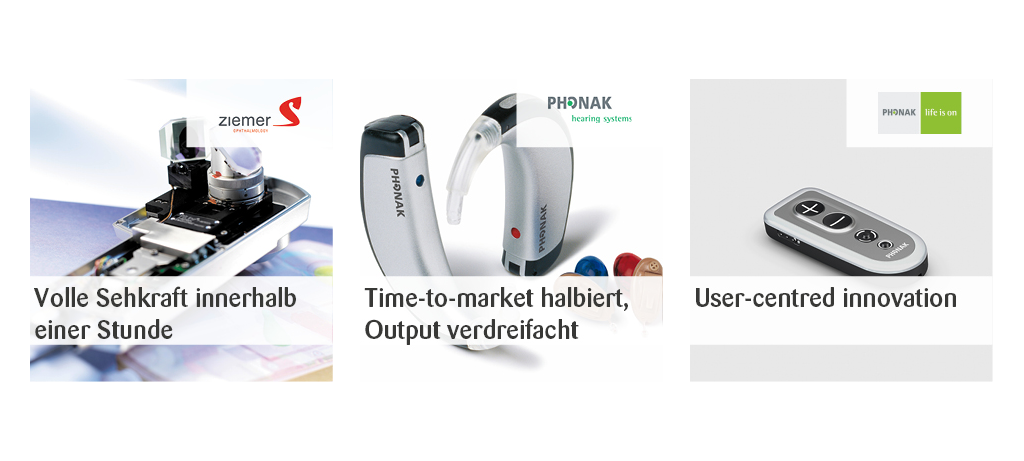 ziemer
OPHTHALMOLOGY
Volle Sehkraft innerhalb
einer Stunde
PHONAK
hearing systems
PHONAK
PHONAK
Time-to-market halbiert,
Output verdreifacht
PHONAK
life is on
PHONAK
User-centred innovation